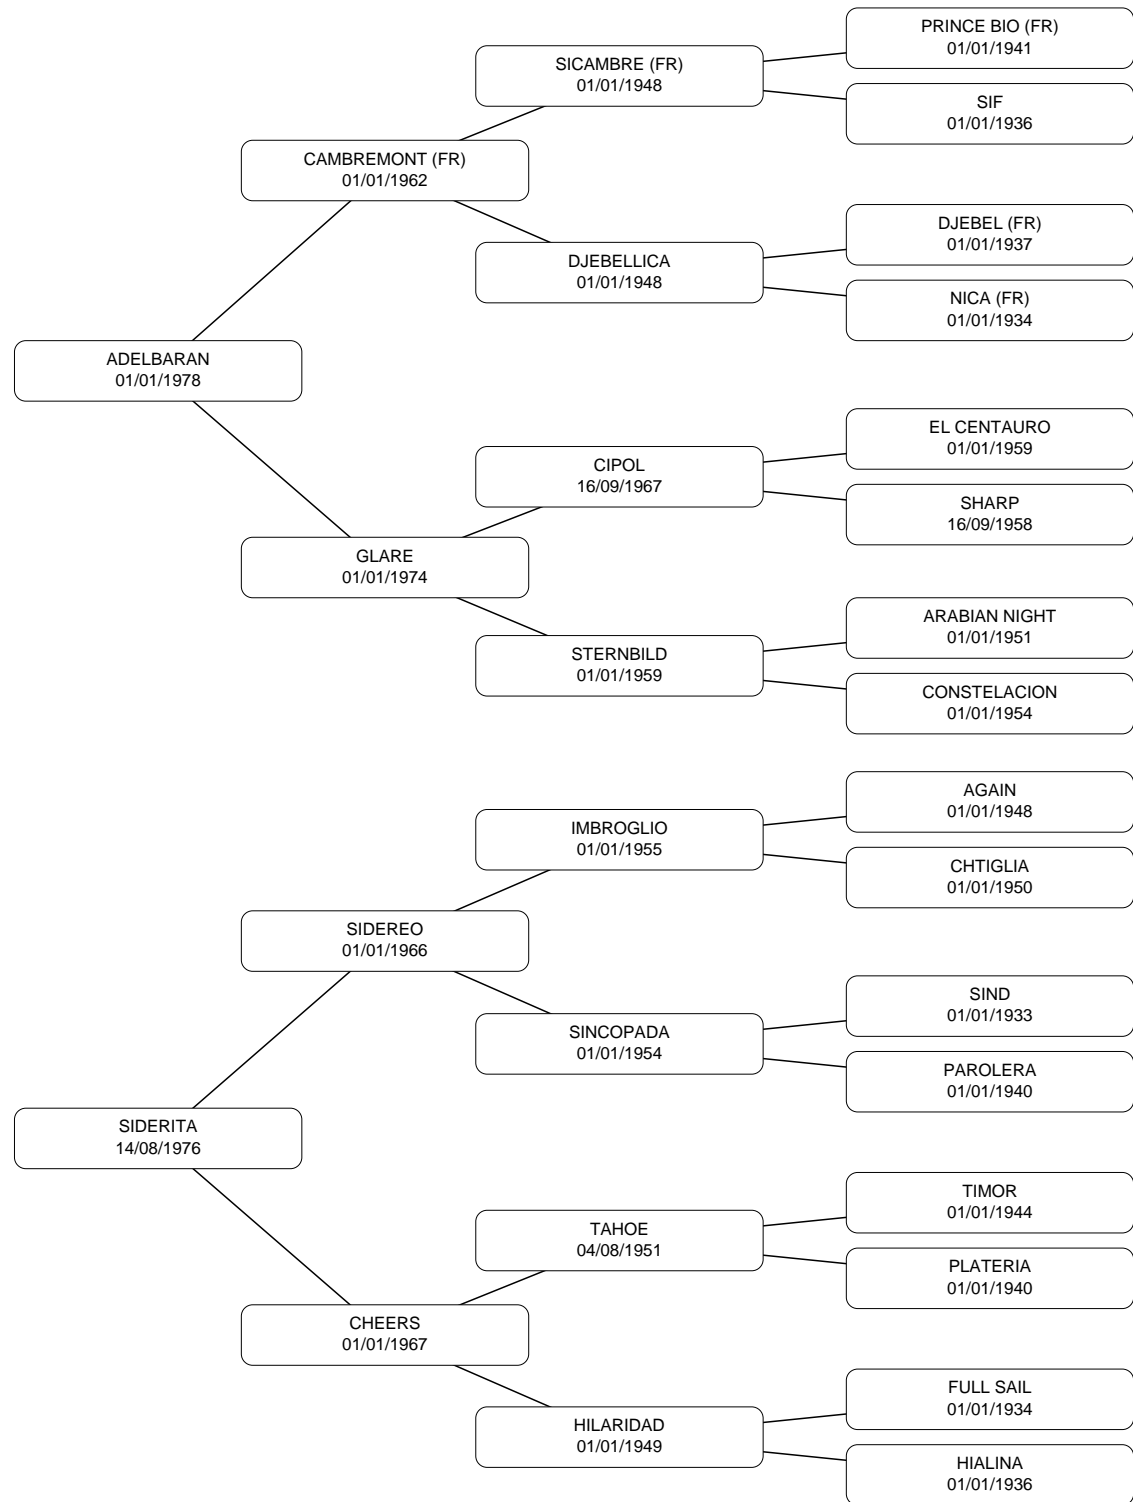 PRINCE BIO (FR)
01/01/1941
SICAMBRE (FR)
01/01/1948
SIF
01/01/1936
CAMBREMONT (FR)
01/01/1962
DJEBEL (FR)
01/01/1937
DJEBELLICA
01/01/1948
NICA (FR)
01/01/1934
ADELBARAN
01/01/1978
EL CENTAURO
01/01/1959
CIPOL
16/09/1967
SHARP
16/09/1958
GLARE
01/01/1974
ARABIAN NIGHT
01/01/1951
STERNBILD
01/01/1959
CONSTELACION
01/01/1954
AGAIN
01/01/1948
IMBROGLIO
01/01/1955
CHTIGLIA
01/01/1950
SIDEREO
01/01/1966
SIND
01/01/1933
SINCOPADA
01/01/1954
PAROLERA
01/01/1940
SIDERITA
14/08/1976
TIMOR
01/01/1944
TAHOE
04/08/1951
PLATERIA
01/01/1940
CHEERS
01/01/1967
FULL SAIL
01/01/1934
HILARIDAD
01/01/1949
HIALINA
01/01/1936